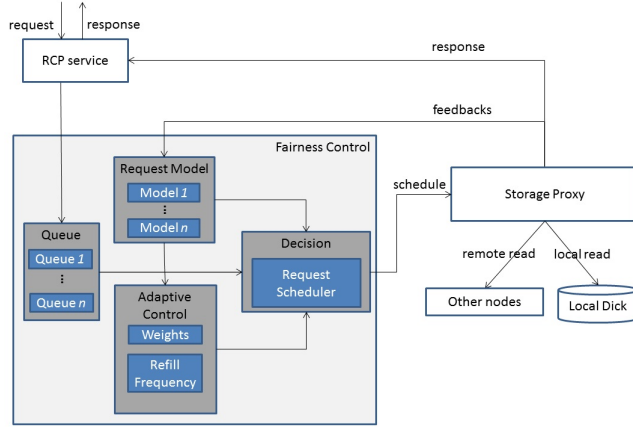 request
response
RCP service
response
feedbacks
Fairness Control
Request Model
Model 1
Model n
schedule
Storage Proxy
Queue
Queue 1
Queue n
Decision
Request
Scheduler
remote read
local read
Adaptive
Control
Weights
Refill
Frequency
Other nodes
Local Dick